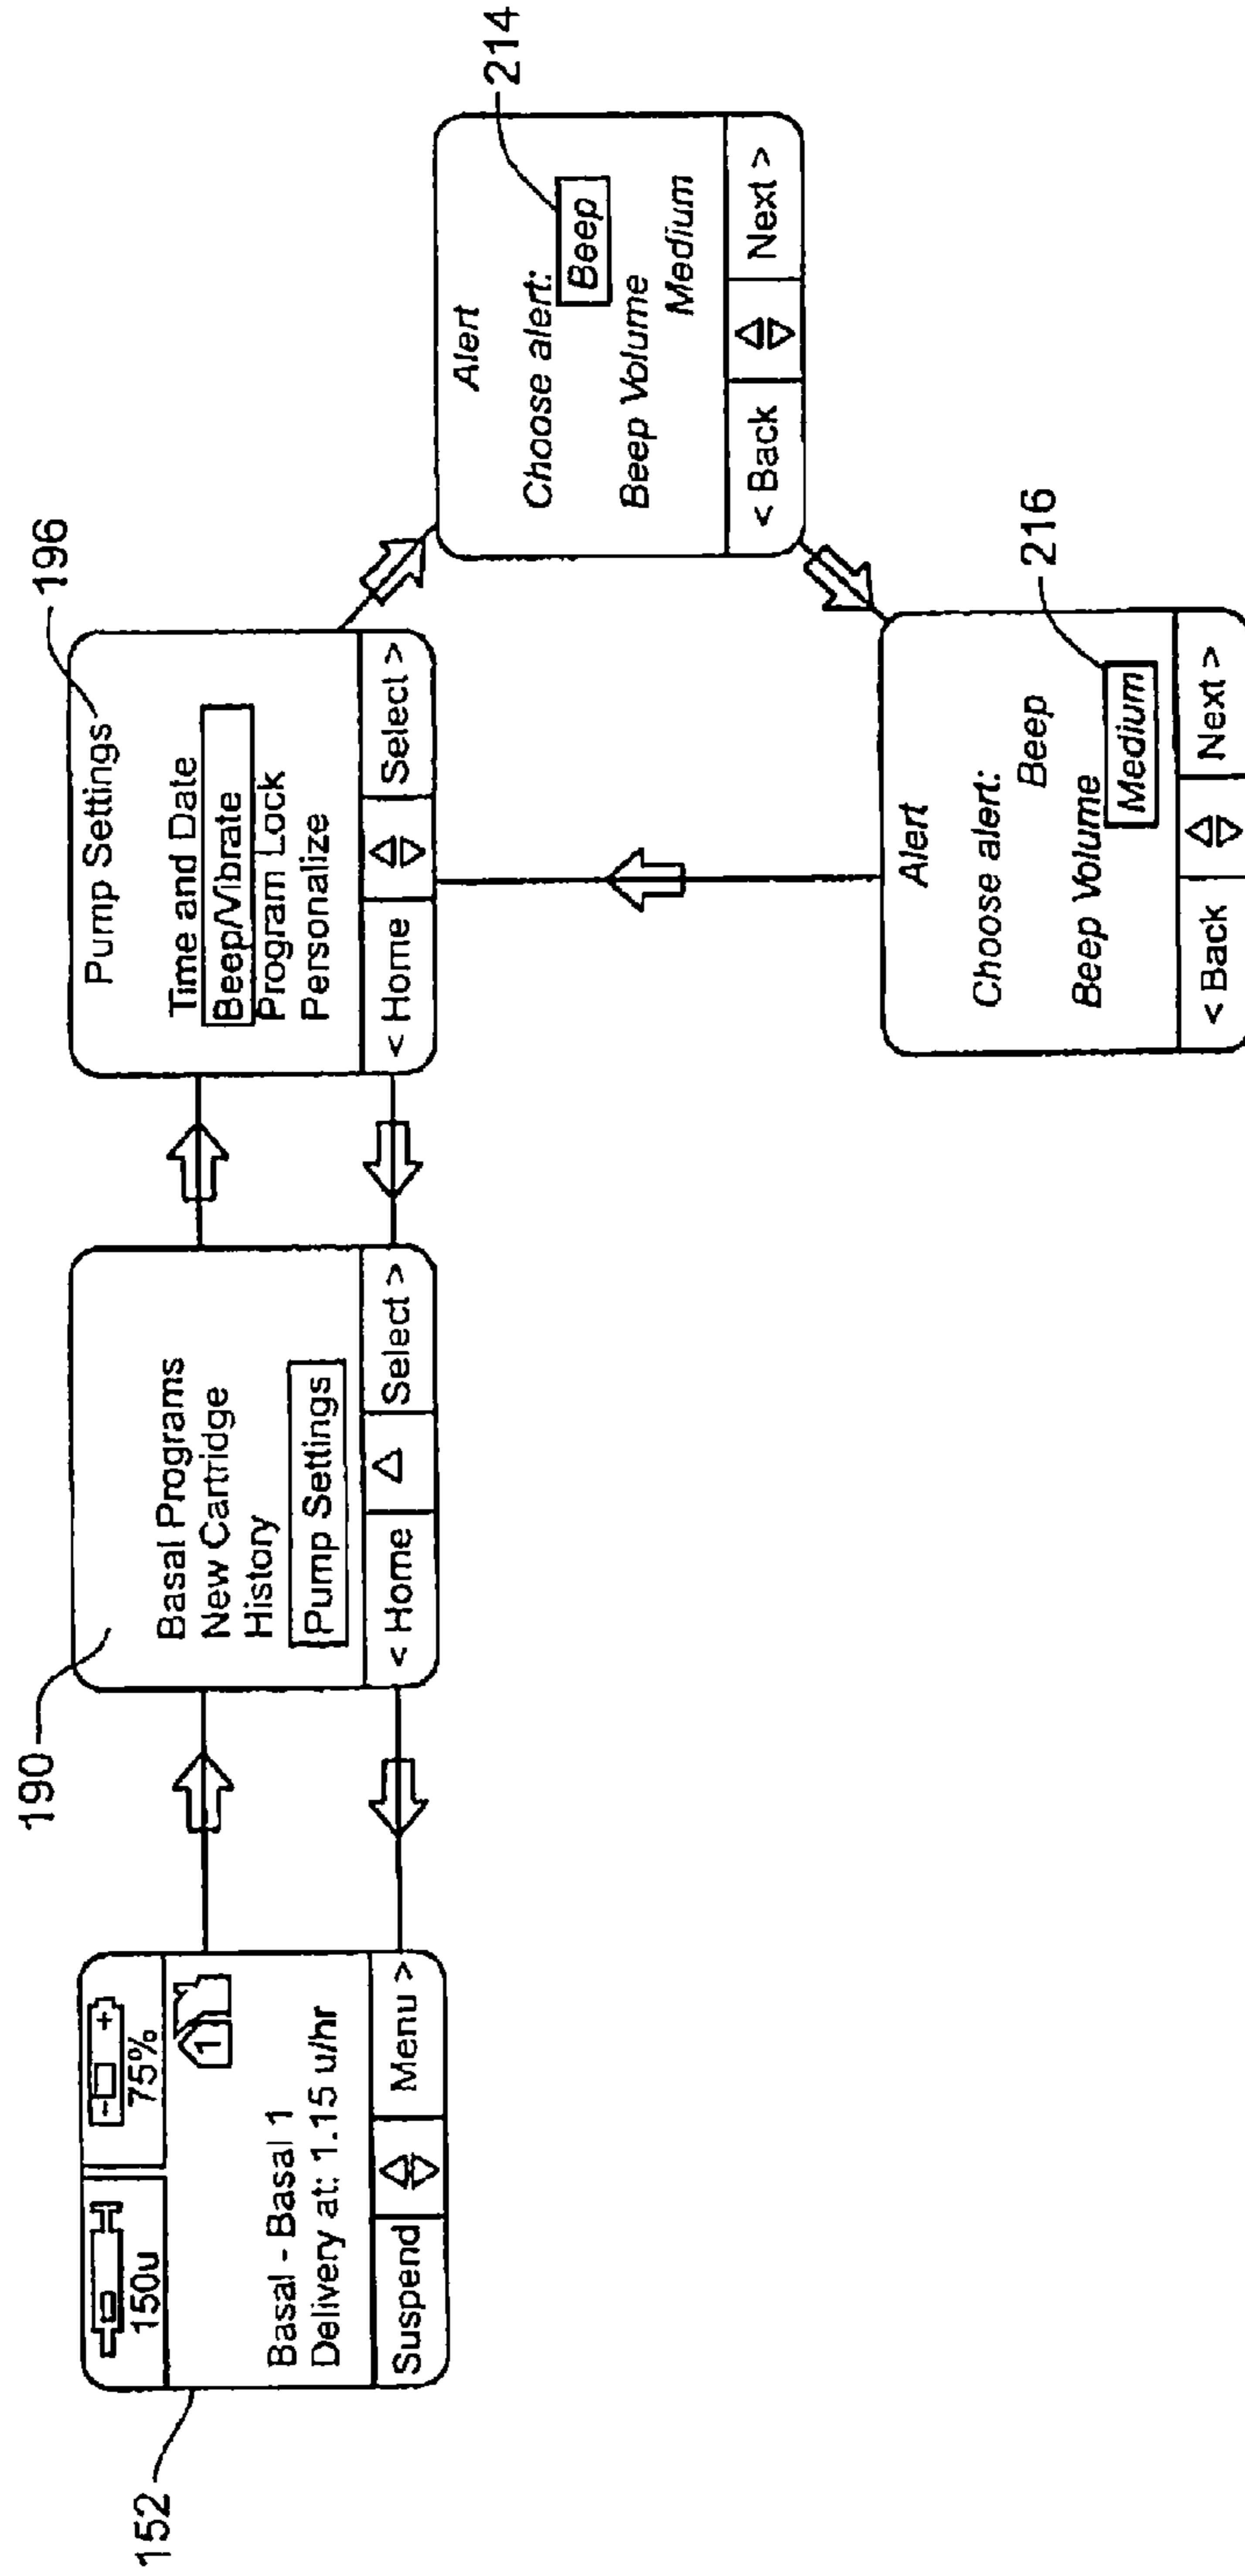 152
150u
75%
1
Basal - Basal 1
Delivery at: 1.15 u/hr
Suspend
Menu >
190
Basal Programs
New Cartridge
History
Pump Settings
< Home
Select >
196
Pump Settings
Time and Date
Beep/Vibrate
Program Lock
Personalize
< Home
Select >
214
Alert
Choose alert:
Beep
Beep Volume
Medium
< Back
Next >
216
Alert
Choose alert:
Beep
Beep Volume
Medium
< Back
Next >